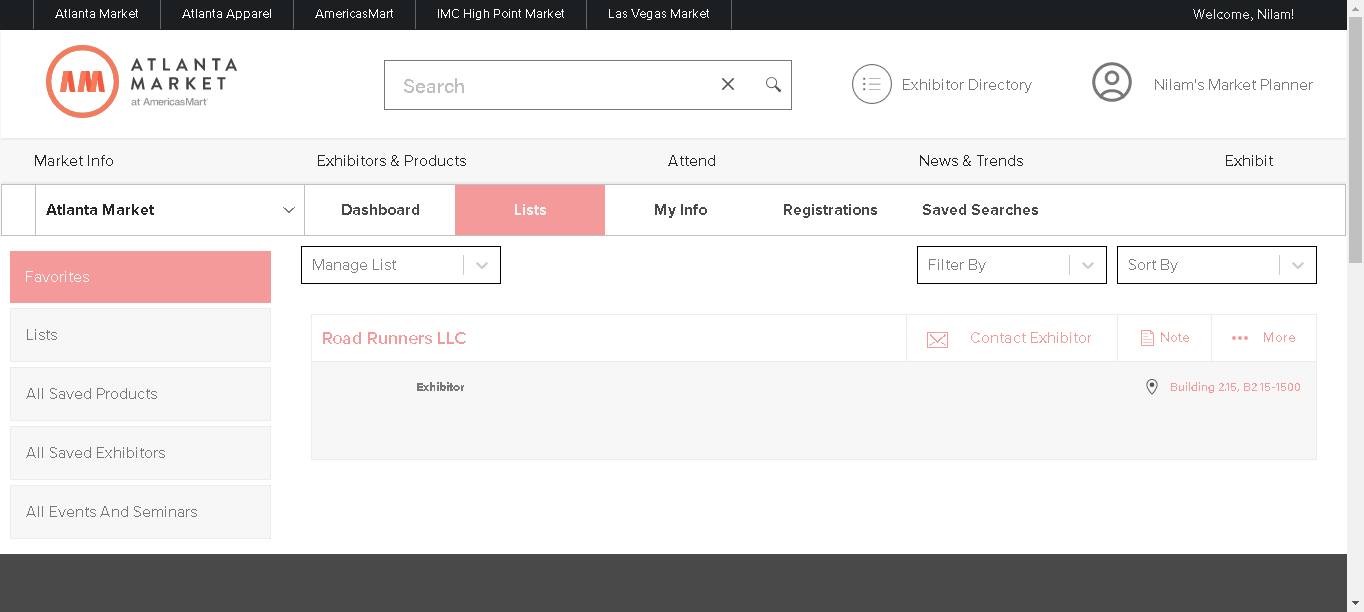 Atlanta Market
Atlanta Apparel
AmericasMart
IMC High Point Market
Las Vegas Market
Welcome, Nilam!
AM
ATLANTA
MARKET
at AmericasMart
Search
Exhibitor Directory
Nilam's Market Planner
Market Info
Exhibitors & Products
Attend
News & Trends
Exhibit
Atlanta Market
Dashboard
Lists
My Info
Registrations
Saved Searches
Favorites
Lists
All Saved Products
All Saved Exhibitors
All Events And Seminars
Manage List
Filter By
Sort By
Road Runners LLC
Contact Exhibitor
Note
More
Exhibitor
Building 2.15, B2 15-1500